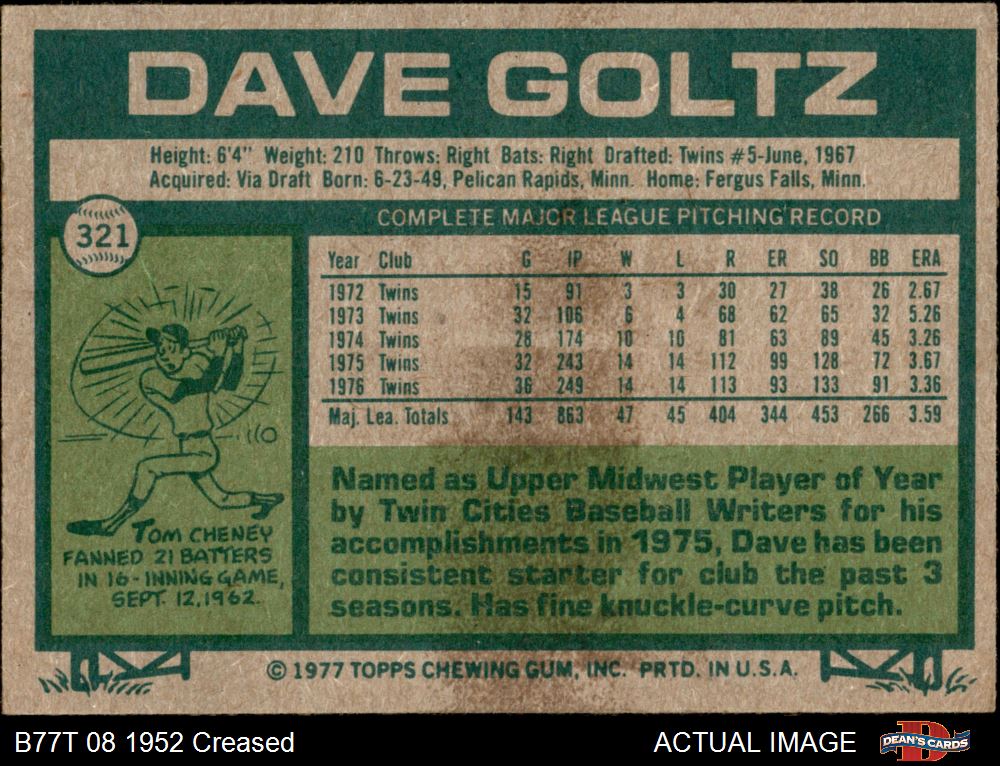 DAVE GOLTZ
Height: 6'4" Weight: 210 Throws: Right Bats: Right Drafted: Twins #5-June, 1967
Acquired: Via Draft Born: 6-23-49, Pelican Rapids, Minn. Home: Fergus Falls, Minn.
321
COMPLETE MAJOR LEAGUE PITCHING RECORD
Year Club G IP W L R ER SO BB ERA
1972 Twins 15 91 3 3 30 27 38 26 2.67
1973 Twins 32 106 6 4 68 62 65 32 5.26
1974 Twins 28 174 10 10 81 63 89 45 3.26
1975 Twins 32 243 14 14 112 99 128 72 3.67
1976 Twins 36 249 14 14 113 93 133 91 3.36
Maj. Lea. Totals 143 863 47 45 404 344 453 266 3.59
TOM CHENEY
FANNED 21 BATTERS
IN 16-INNING GAME,
SEPT. 12, 1962.
Named as Upper Midwest Player of Year
by Twin Cities Baseball Writers for his
accomplishments in 1975, Dave has been
consistent starter for club the past 3
seasons. Has fine knuckle-curve pitch.
© 1977 TOPPS CHEWING GUM, INC. PRTD. IN U.S.A.
B77T 08 1952 Creased
ACTUAL IMAGE
DEAN'S CARDS